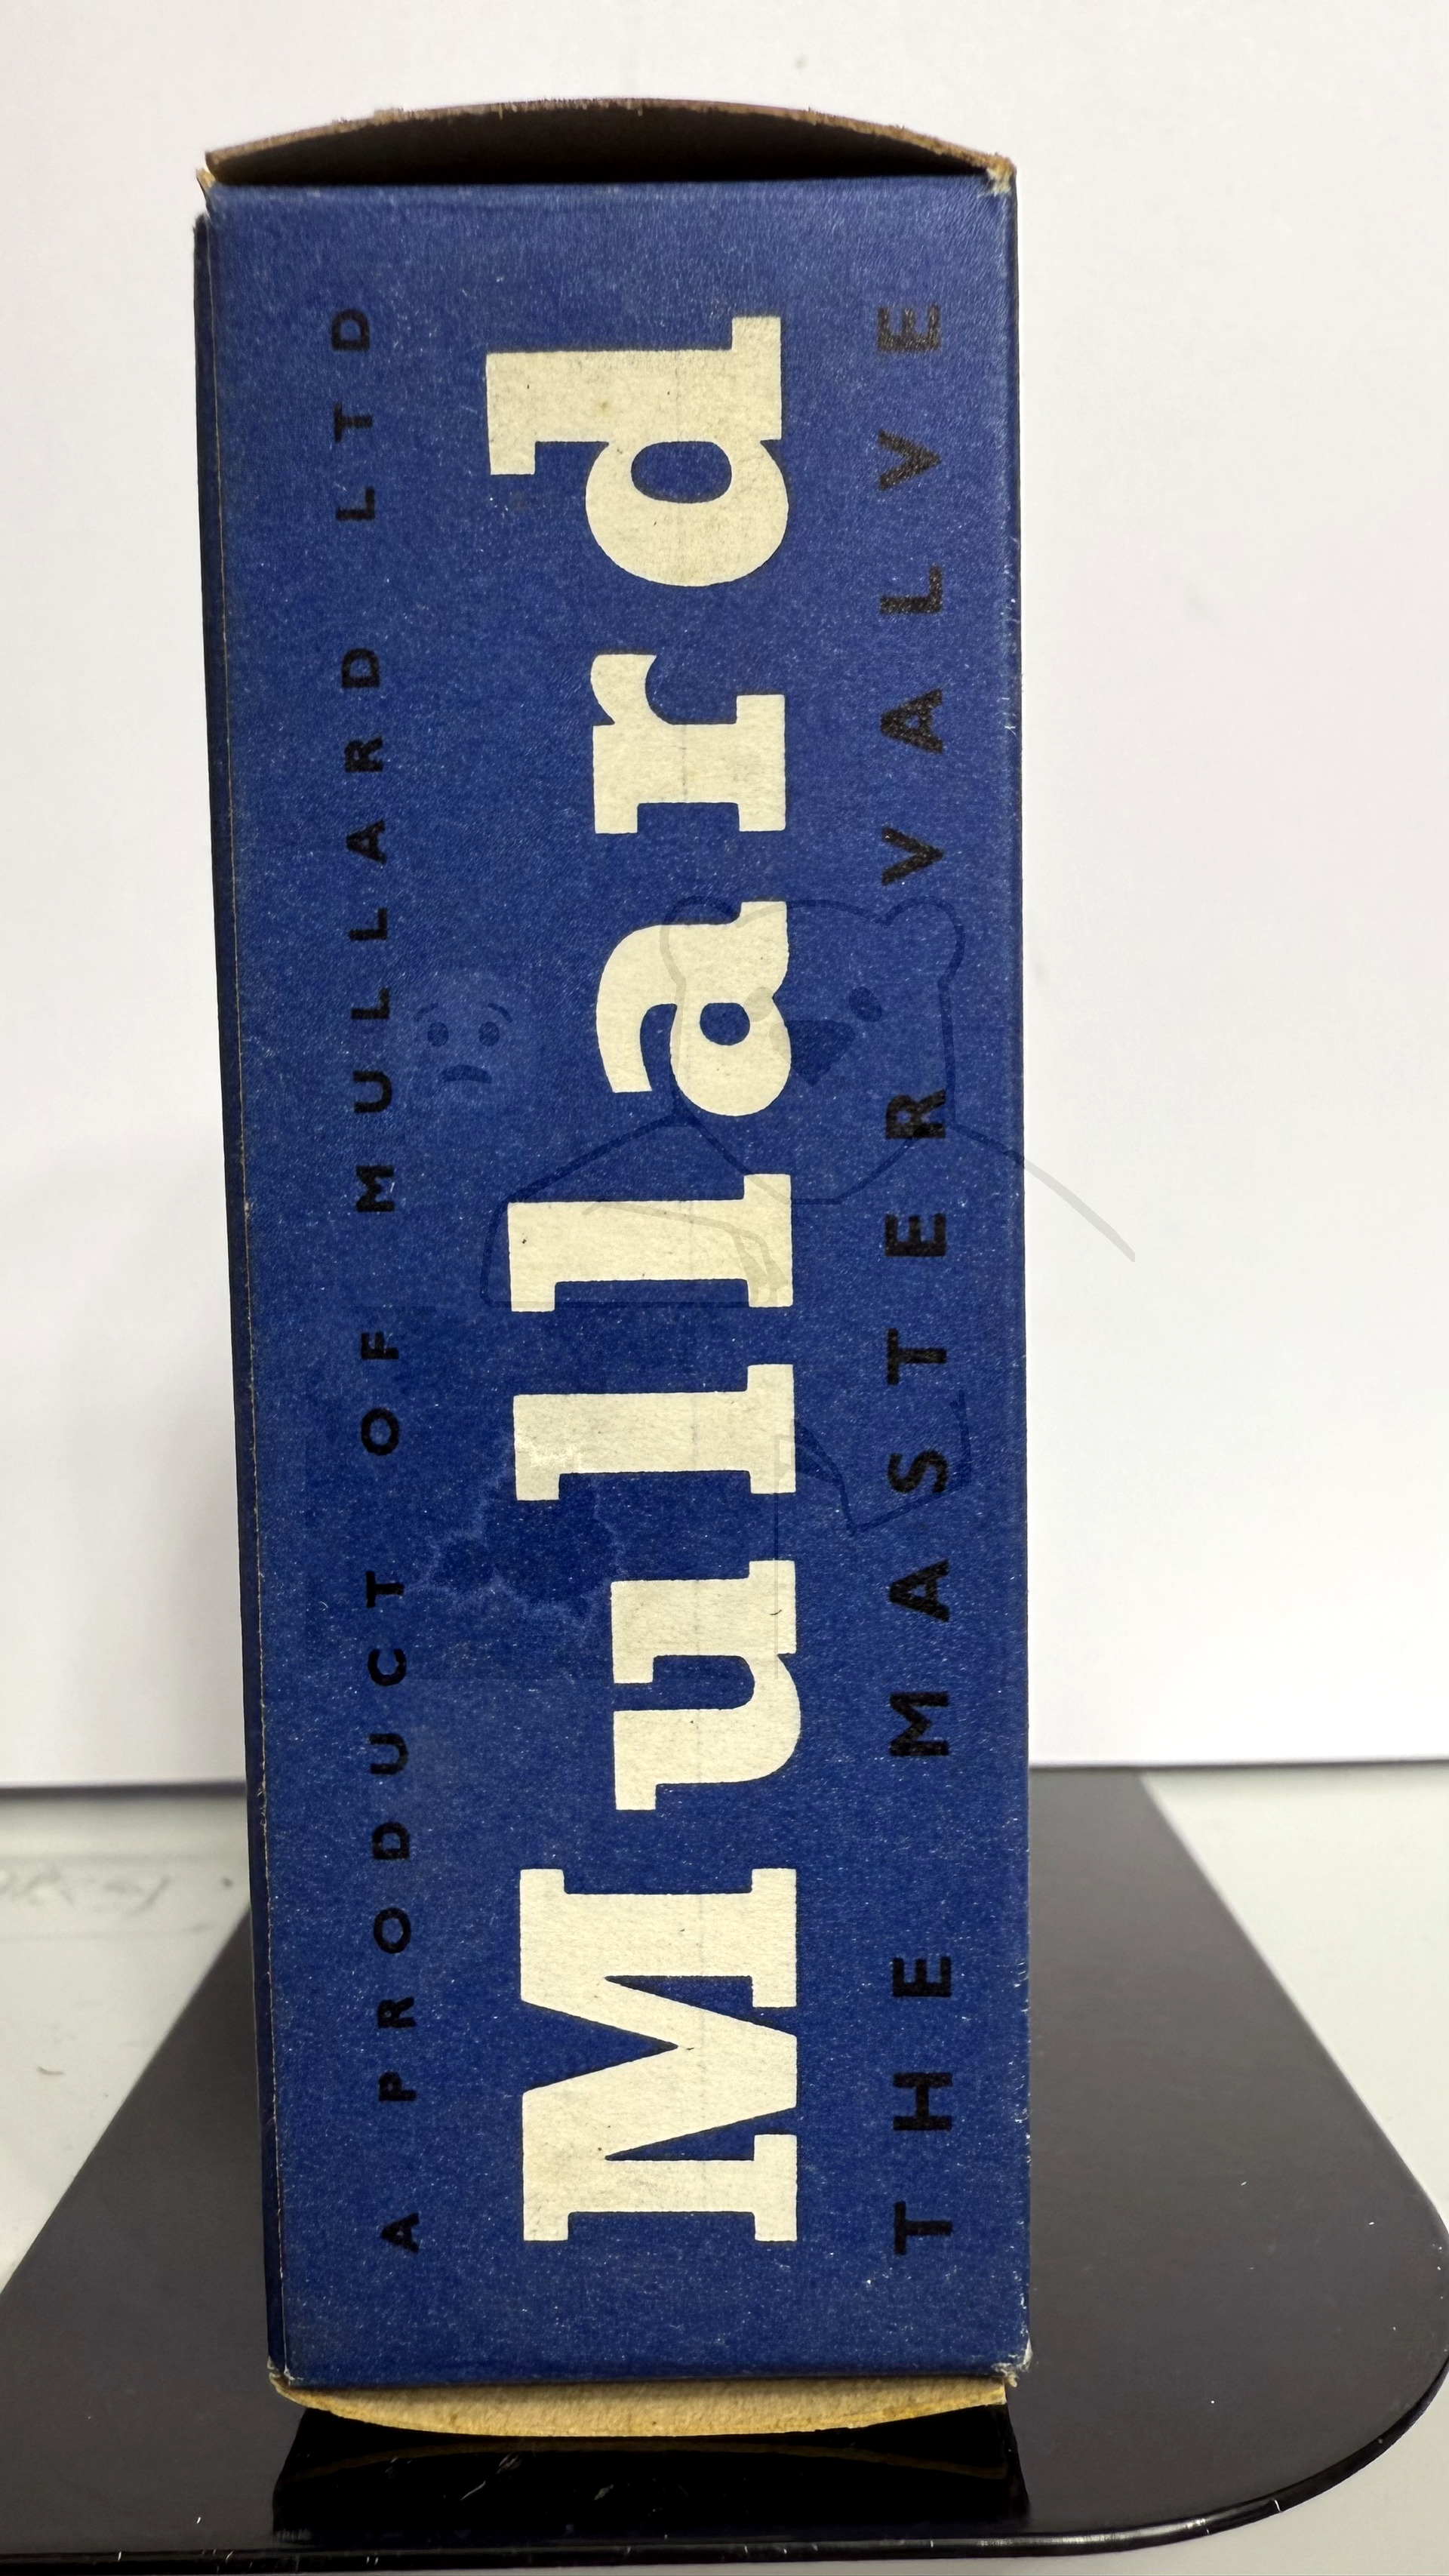 A PRODUCT OF MULLARD LTD
Mullard
THE MASTER VALVE